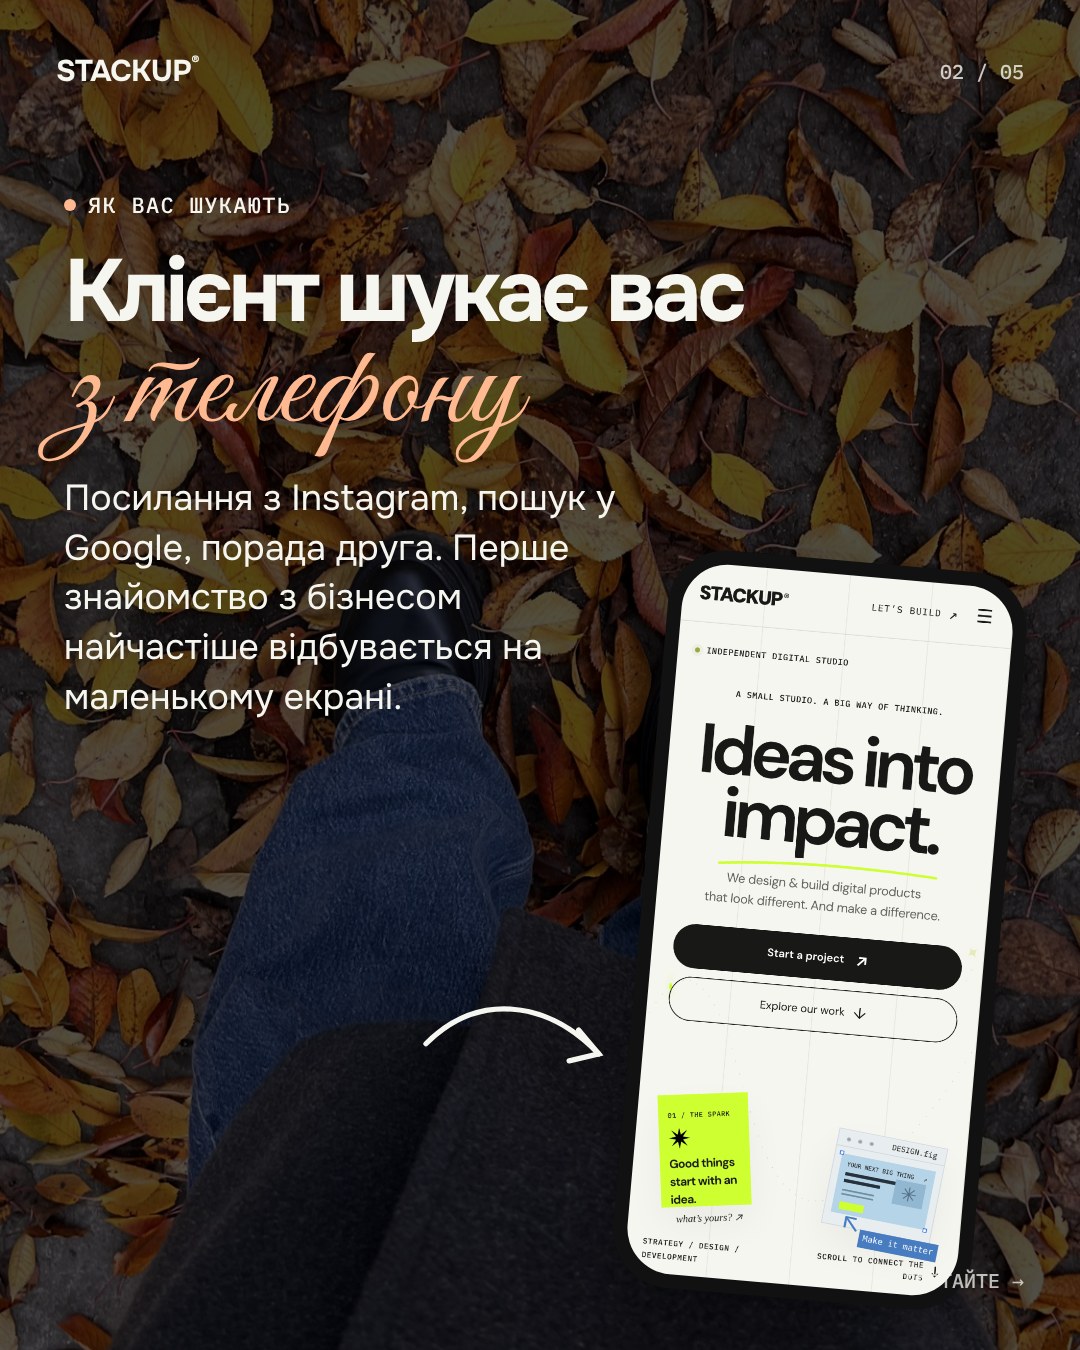 STACKUP®
02 / 05
ЯК ВАС ШУКАЮТЬ
Клієнт шукає вас
з телефону
Посилання з Instagram, пошук у
Google, порада друга. Перше
знайомство з бізнесом
найчастіше відбувається на
маленькому екрані.
STACKUP®
LET'S BUILD ↗
INDEPENDENT DIGITAL STUDIO
A SMALL STUDIO. A BIG WAY OF THINKING.
Ideas into
impact.
We design & build digital products
that look different. And make a difference.
Start a project ↗
Explore our work ↓
01 / THE SPARK
Good things
start with an
idea.
what's yours? ↗
DESIGN.fig
YOUR NEXT BIG THING ↗
Make it matter
STRATEGY / DESIGN /
DEVELOPMENT
SCROLL TO CONNECT THE
DOTS ↓
ТАЙТЕ →